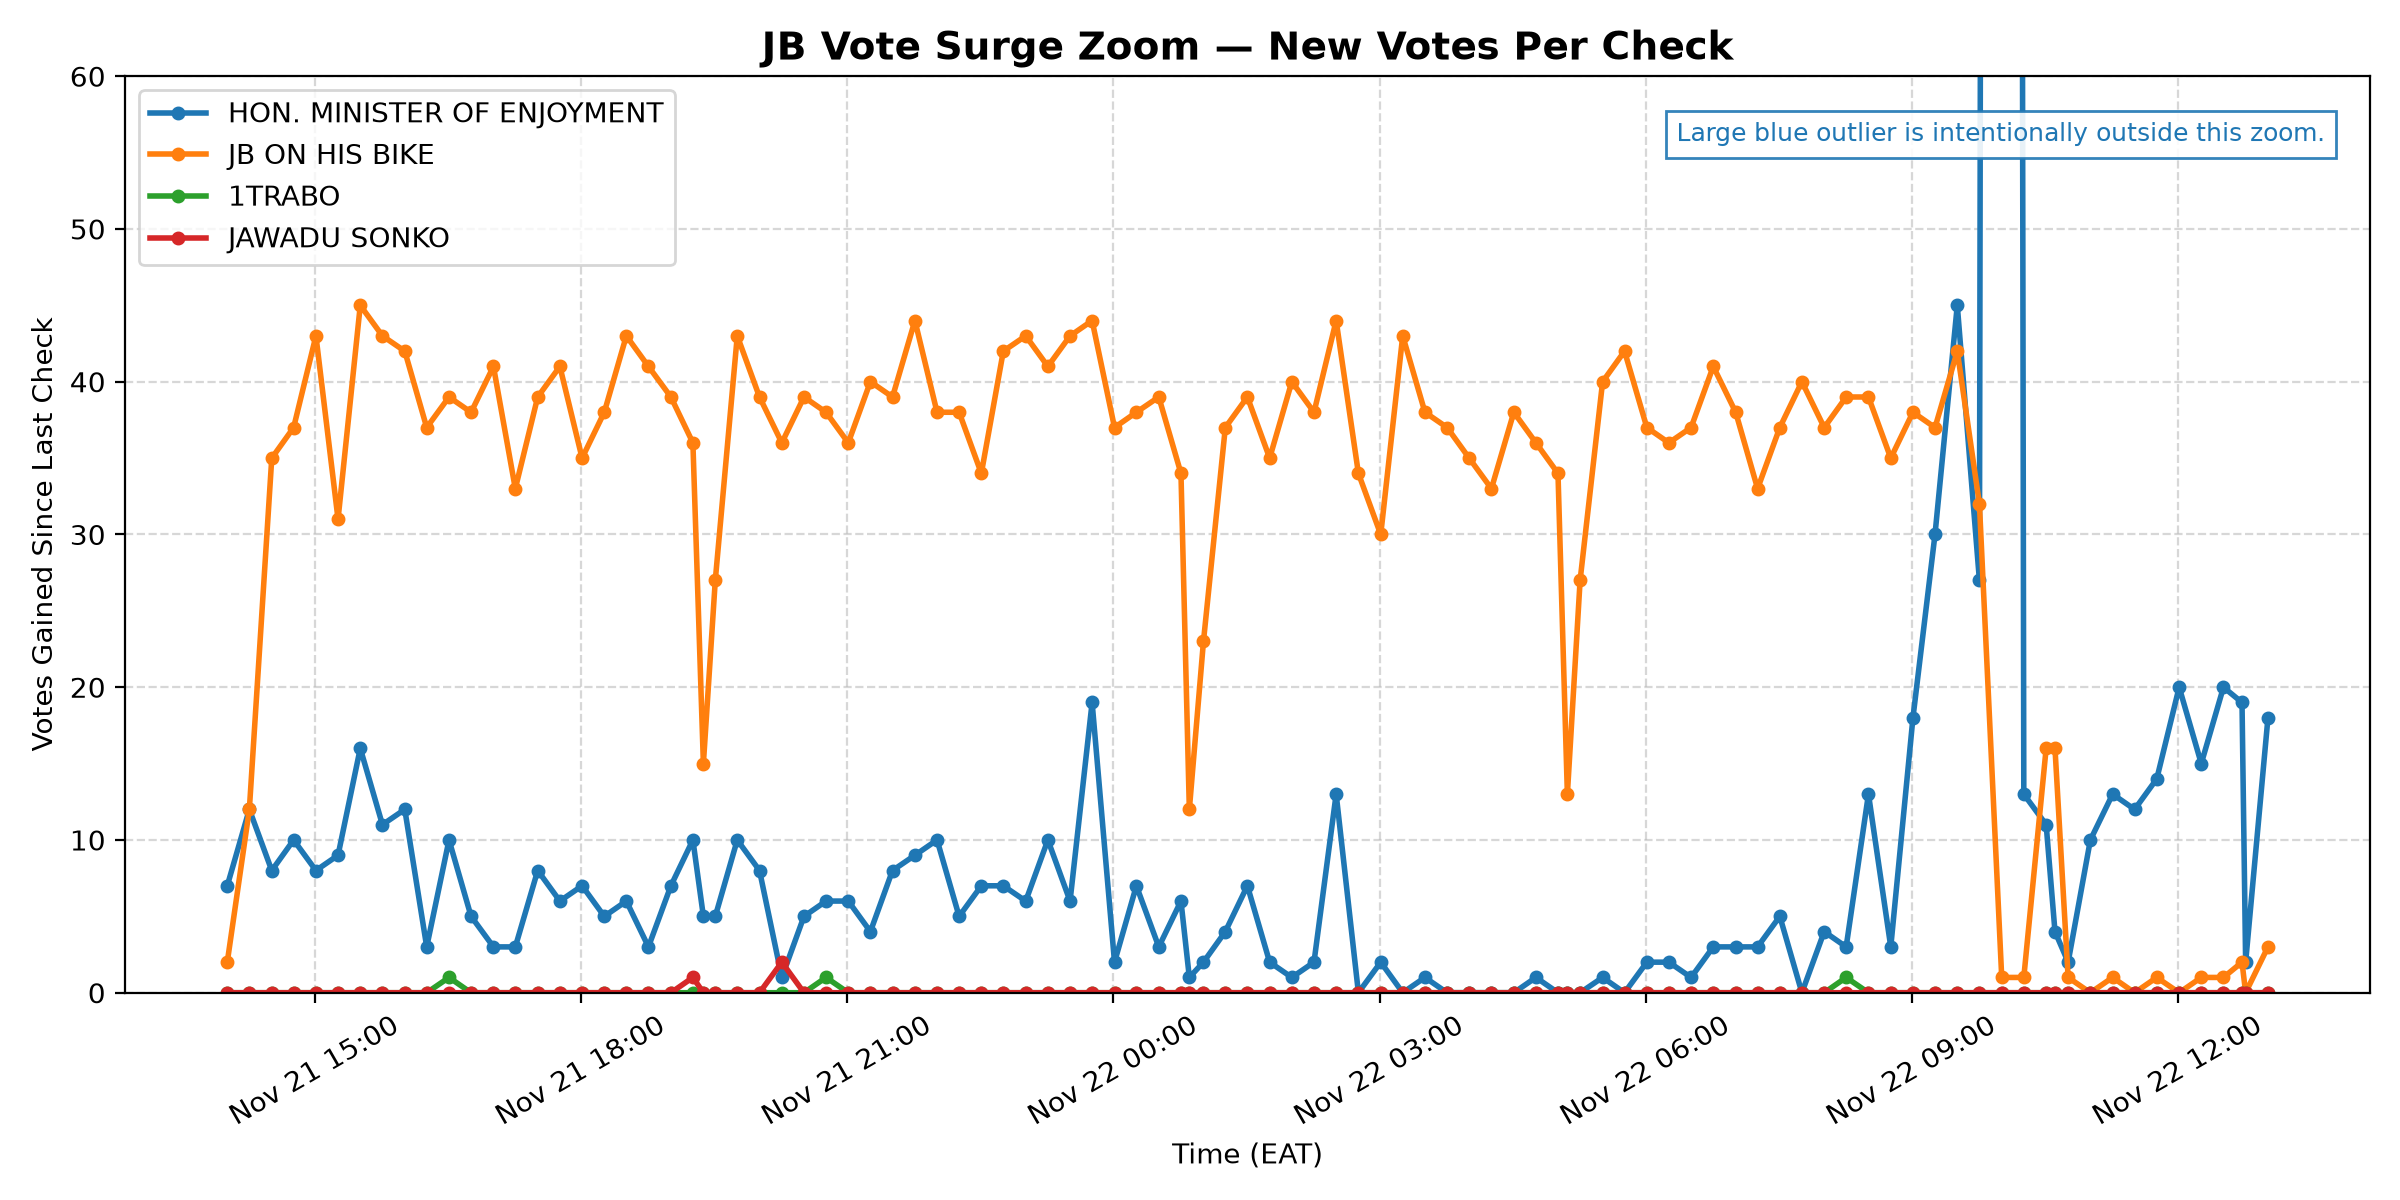 JB Vote Surge Zoom — New Votes Per Check
60
50
40
30
20
10
0
Votes Gained Since Last Check
HON. MINISTER OF ENJOYMENT
JB ON HIS BIKE
1TRABO
JAWADU SONKO
Large blue outlier is intentionally outside this zoom.
Nov 21 15:00
Nov 21 18:00
Nov 21 21:00
Nov 22 00:00
Nov 22 03:00
Nov 22 06:00
Nov 22 09:00
Nov 22 12:00
Time (EAT)